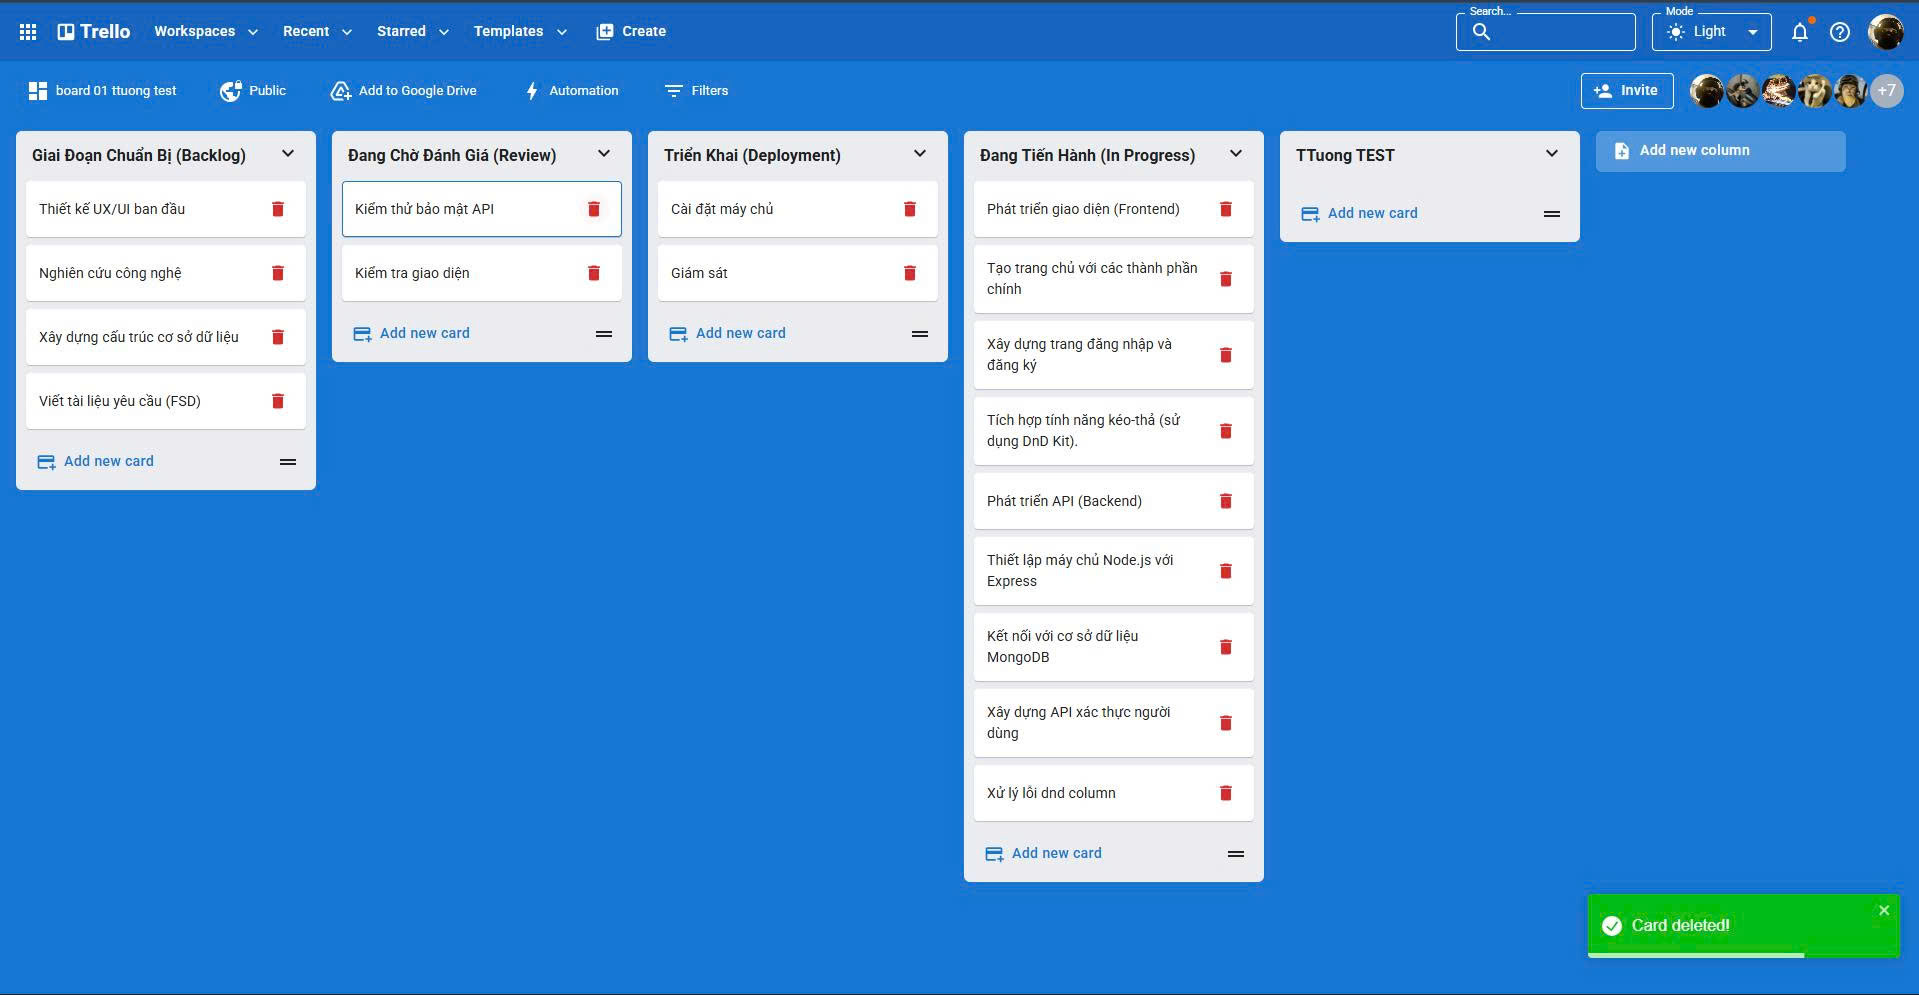 Trello
Workspaces
Recent
Starred
Templates
Create
Search...
Mode
Light
board 01 ttuong test
Public
Add to Google Drive
Automation
Filters
Invite
+7
Giai Đoạn Chuẩn Bị (Backlog)
Thiết kế UX/UI ban đầu
Nghiên cứu công nghệ
Xây dựng cấu trúc cơ sở dữ liệu
Viết tài liệu yêu cầu (FSD)
Add new card
Đang Chờ Đánh Giá (Review)
Kiểm thử bảo mật API
Kiểm tra giao diện
Add new card
Triển Khai (Deployment)
Cài đặt máy chủ
Giám sát
Add new card
Đang Tiến Hành (In Progress)
Phát triển giao diện (Frontend)
Tạo trang chủ với các thành phần
chính
Xây dựng trang đăng nhập và
đăng ký
Tích hợp tính năng kéo-thả (sử
dụng DnD Kit).
Phát triển API (Backend)
Thiết lập máy chủ Node.js với
Express
Kết nối với cơ sở dữ liệu
MongoDB
Xây dựng API xác thực người
dùng
Xử lý lỗi dnd column
Add new card
TTuong TEST
Add new card
Add new column
Card deleted!